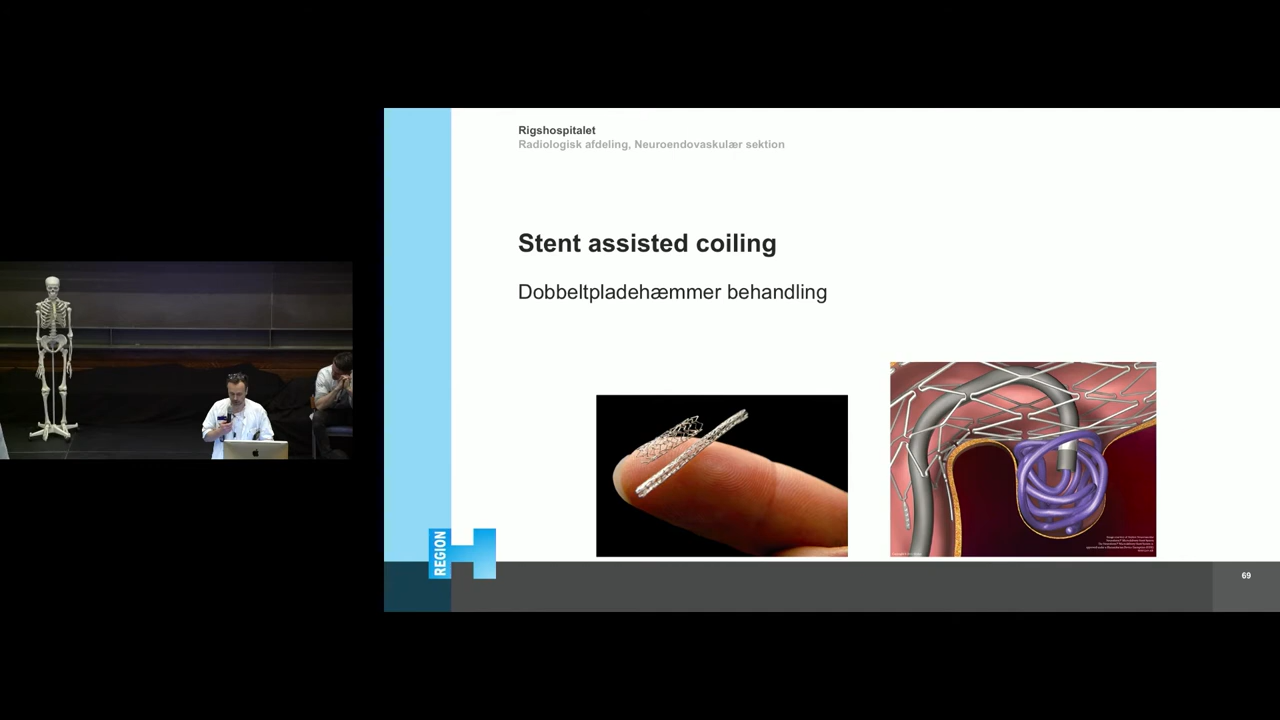 Rigshospitalet
Radiologisk afdeling, Neuroendovaskulær sektion
Stent assisted coiling
Dobbeltpladehæmmer behandling
REGION
H
69